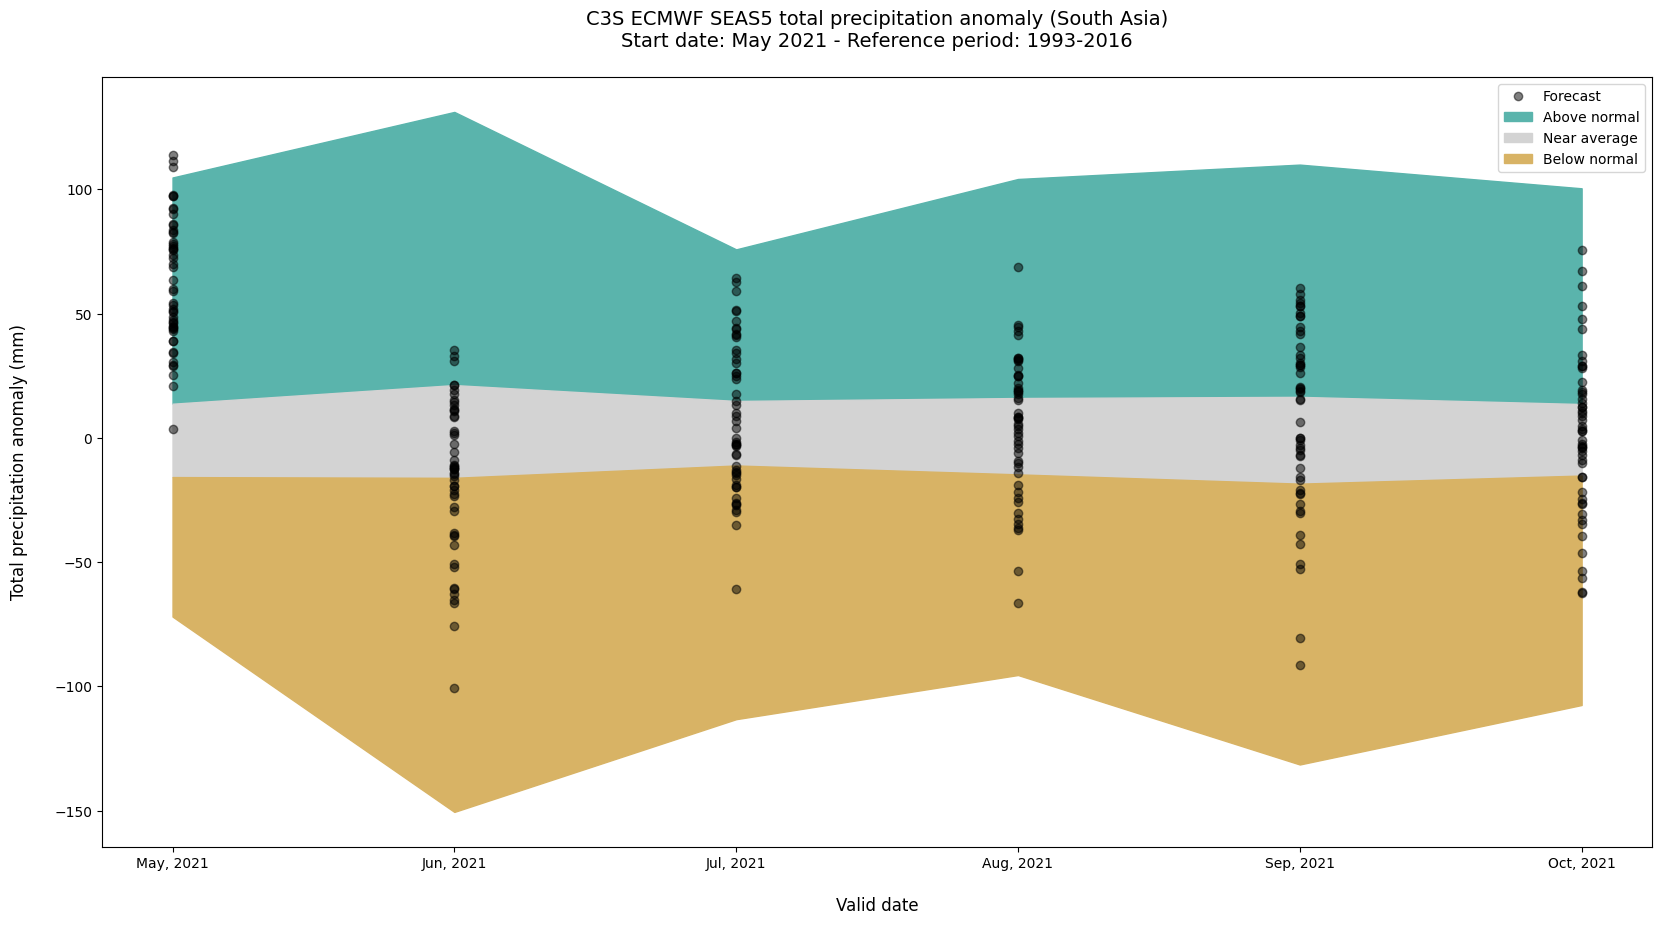 C3S ECMWF SEAS5 total precipitation anomaly (South Asia)
Start date: May 2021 - Reference period: 1993-2016
Forecast
Above normal
Near average
Below normal
Total precipitation anomaly (mm)
100
50
0
−50
−100
−150
May, 2021
Jun, 2021
Jul, 2021
Aug, 2021
Sep, 2021
Oct, 2021
Valid date